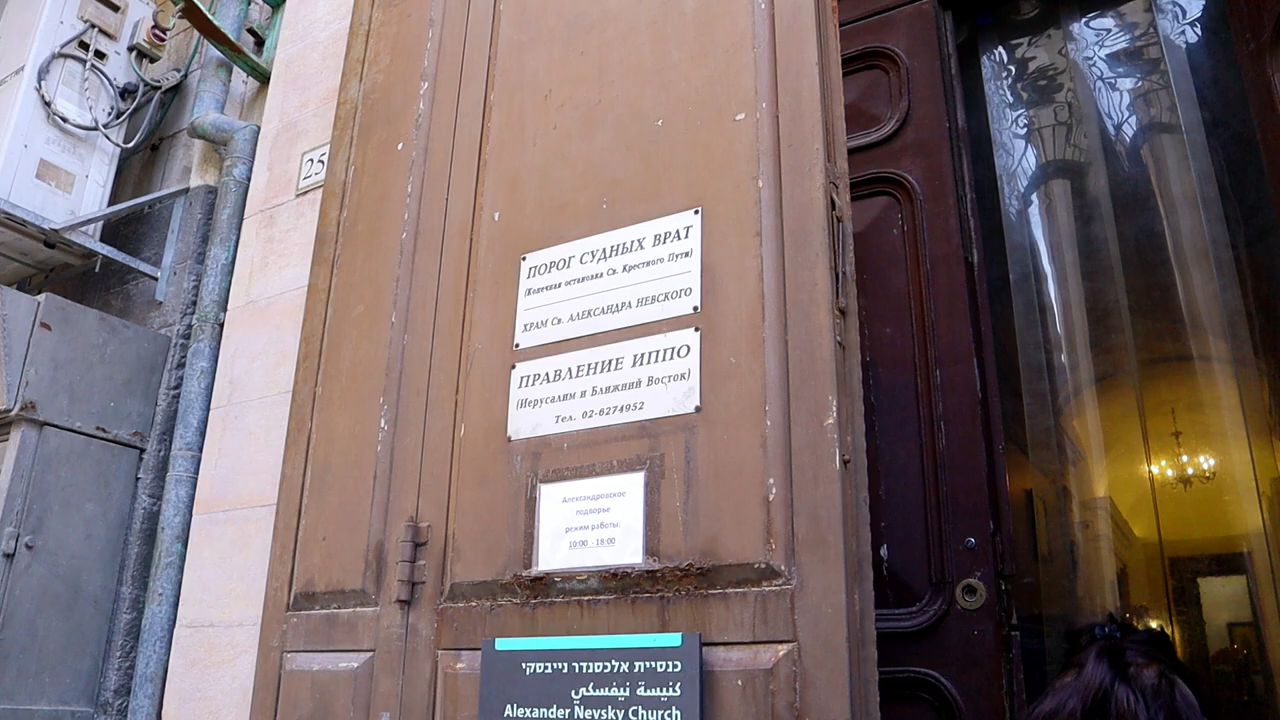 25
ПОРОГ СУДНЫХ ВРАТ
(Конечная остановка Св. Крестного Пути)
ХРАМ Св. АЛЕКСАНДРА НЕВСКОГО
ПРАВЛЕНИЕ ИППО
(Иерусалим и Ближний Восток)
Тел. 02-6274952
Александровское
подворье
режим работы:
10:00 - 18:00
כנסיית אלכסנדר נייבסקי
كنيسة نيفسكي
Alexander Nevsky Church